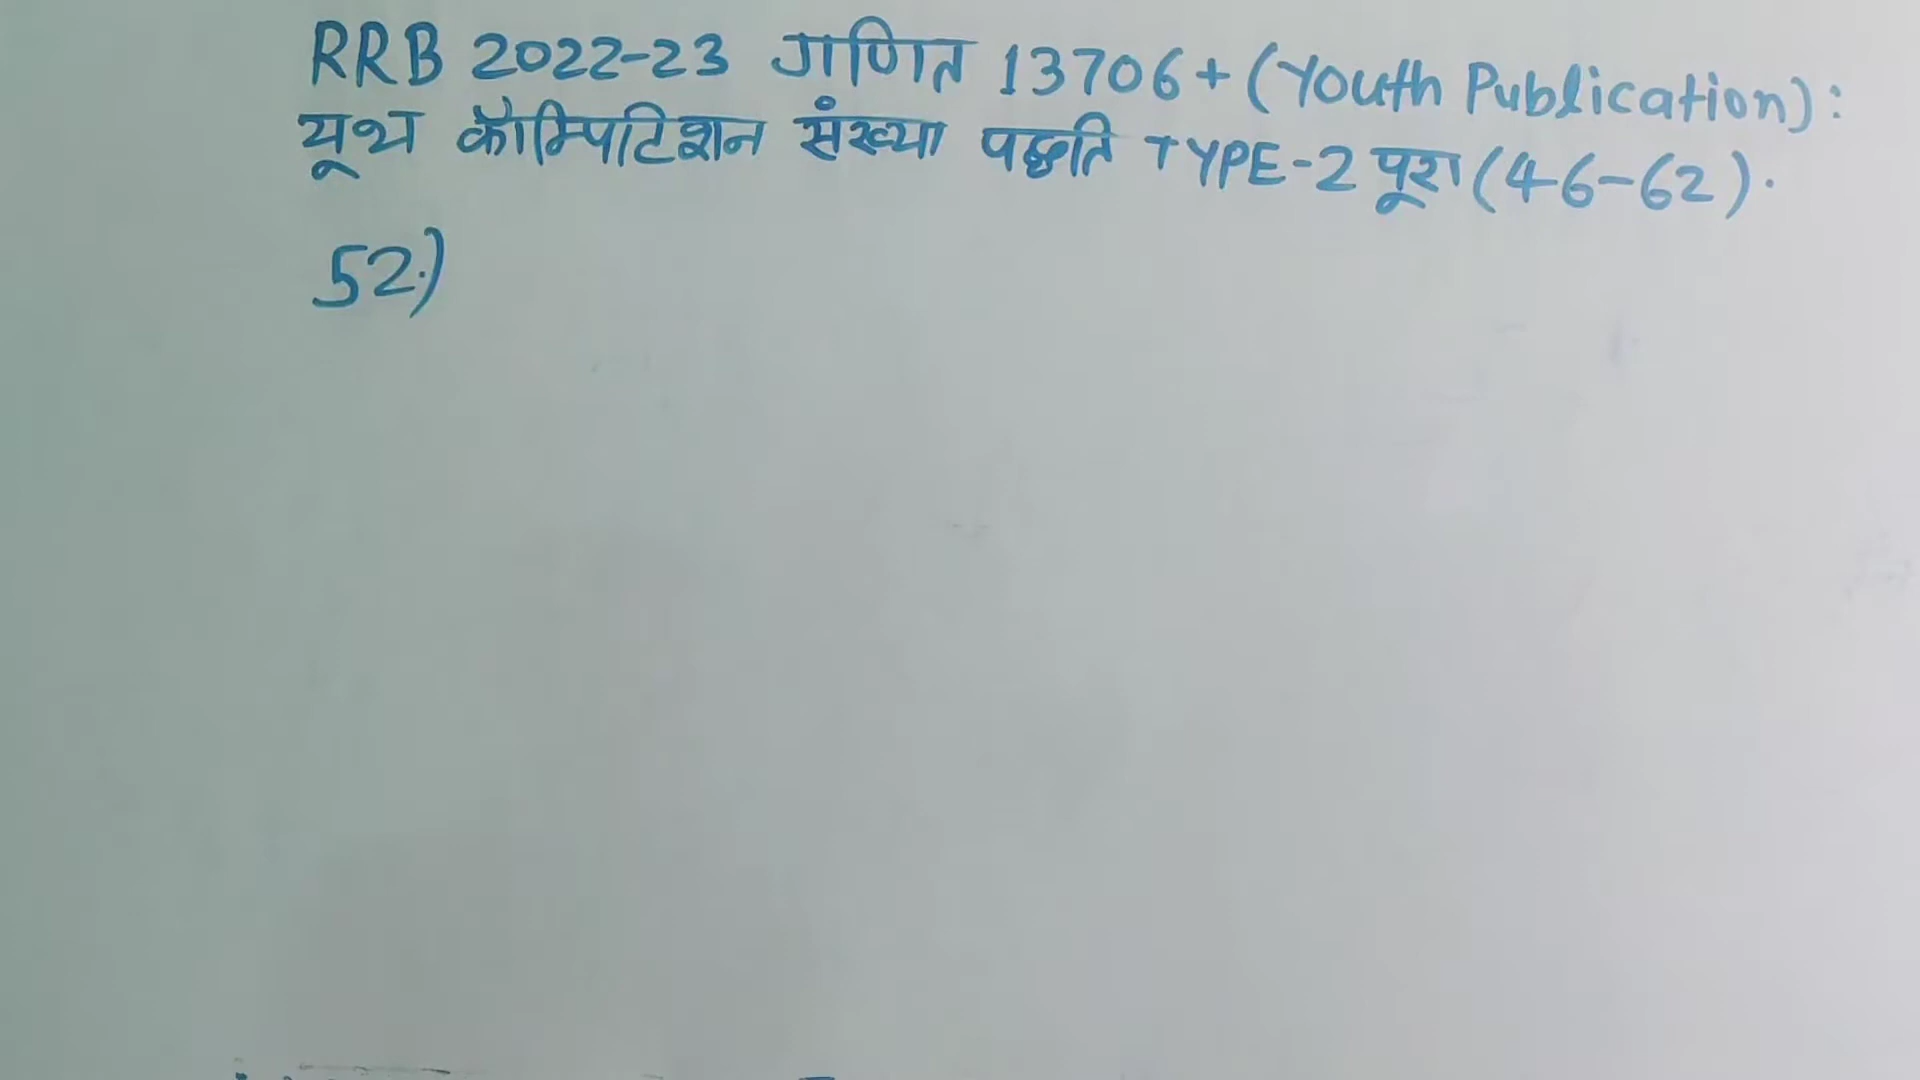 RRB 2022-23 गणित 13706+ (Youth Publication):
यूथ कॉम्पिटिशन संख्या पद्धति TYPE-2 पूरा (46-62).
52.)